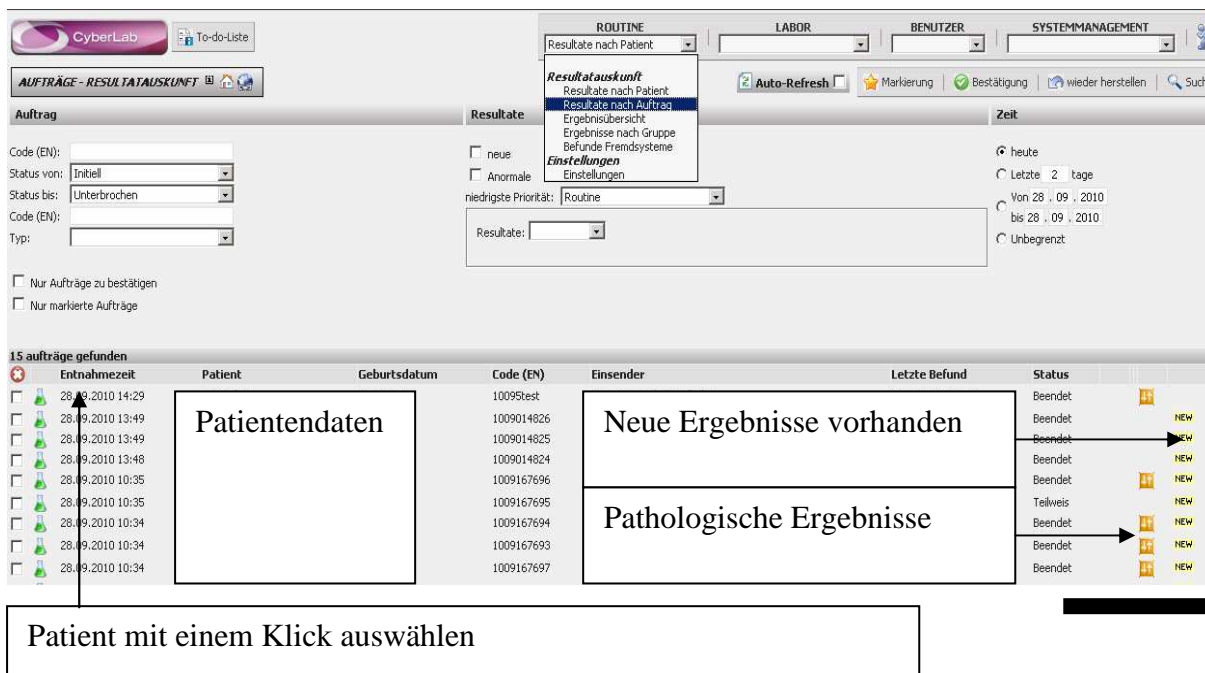 CyberLab
To-do-Liste
ROUTINE LABOR BENUTZER SYSTEMMANAGEMENT
Resultate nach Patient
Resultatauskunft
Resultate nach Patient
Resultate nach Auftrag
Ergebnisübersicht
Ergebnisse nach Gruppe
Befunde Fremdsysteme
Einstellungen
Einstellungen
AUFTRÄGE - RESULTATAUSKUNFT
Auto-Refresh Markierung Bestätigung wieder herstellen Such
Auftrag Resultate Zeit
Code (EN):
Status von: Initiell
Status bis: Unterbrochen
Code (EN):
Typ:
Nur Aufträge zu bestätigen
Nur markierte Aufträge
neue
Anormale
niedrigste Priorität: Routine
Resultate:
heute
Letzte 2 tage
Von 28 . 09 . 2010
bis 28 . 09 . 2010
Unbegrenzt
15 aufträge gefunden
Entnahmezeit Patient Geburtsdatum Code (EN) Einsender Letzte Befund Status
28.09.2010 14:29 10095test Beendet
28.09.2010 13:49 1009014826 Beendet NEW
28.09.2010 13:49 1009014825 Beendet NEW
28.09.2010 13:48 1009014824 Beendet NEW
28.09.2010 10:35 1009167696 Beendet NEW
28.09.2010 10:35 1009167695 Teilweis NEW
28.09.2010 10:34 1009167694 Beendet NEW
28.09.2010 10:34 1009167693 Beendet NEW
28.09.2010 10:34 1009167697 Beendet NEW
Patientendaten
Neue Ergebnisse vorhanden
Pathologische Ergebnisse
Patient mit einem Klick auswählen